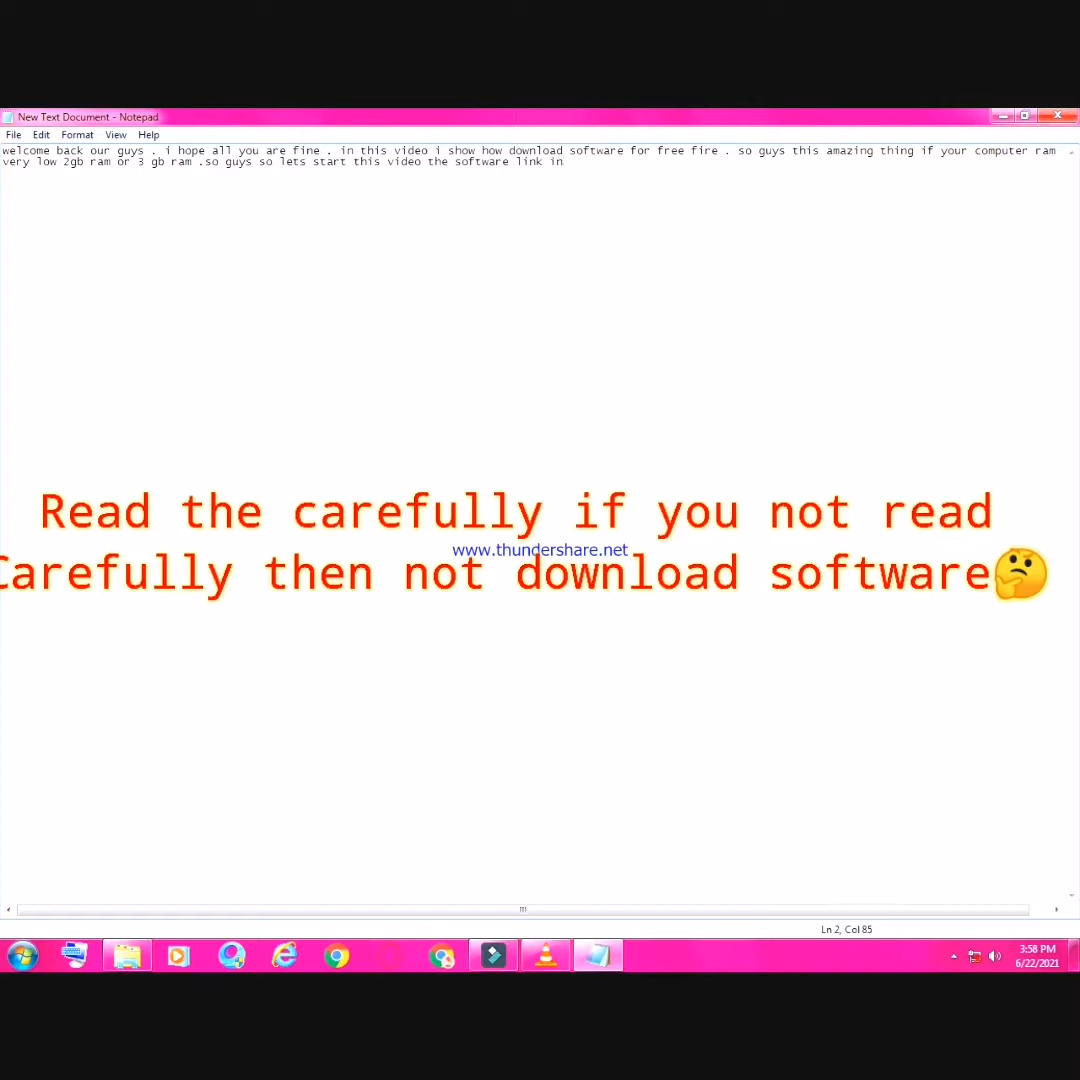 New Text Document - Notepad
File Edit Format View Help
welcome back our guys . i hope all you are fine . in this video i show how download software for free fire . so guys this amazing thing if your computer ram
very low 2gb ram or 3 gb ram .so guys so lets start this video the software link in
Read the carefully if you not read
www.thundershare.net
Carefully then not download software🤔
Ln 2, Col 85
3:58 PM
6/22/2021